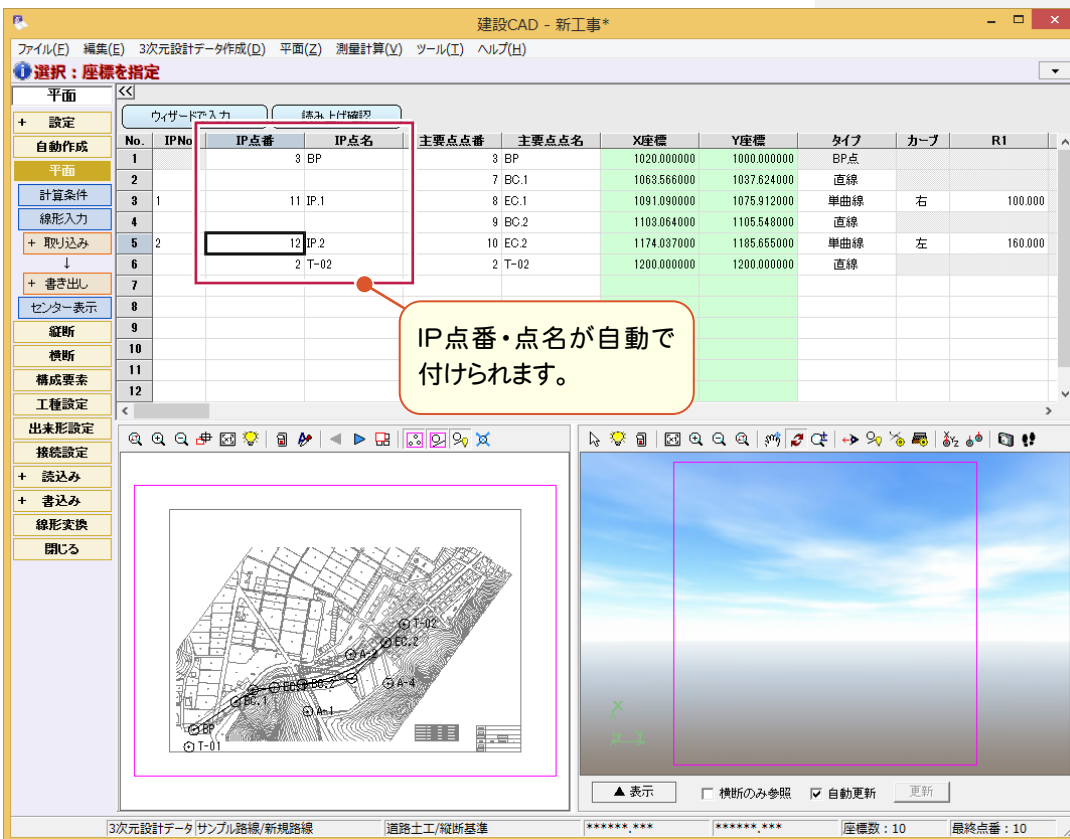 建設CAD - 新工事*
ファイル(F) 編集(E) 3次元設計データ作成(D) 平面(Z) 測量計算(V) ツール(T) ヘルプ(H)
選択：座標を指定
平面
+ 設定
自動作成
平面
計算条件
線形入力
+ 取り込み
↓
+ 書き出し
センター表示
縦断
横断
構成要素
工種設定
出来形設定
接続設定
+ 読込み
+ 書込み
線形変換
閉じる
<<
ウィザードで入力 読み上げ確認
No. IPNo IP点番 IP点名 主要点点番 主要点点名 X座標 Y座標 タイプ カーブ R1
1 3 BP 3 BP 1020.000000 1000.000000 BP点
2 7 BC.1 1063.566000 1037.624000 直線
3 1 11 IP.1 8 EC.1 1091.090000 1075.912000 単曲線 右 100.000
4 9 BC.2 1103.064000 1105.548000 直線
5 2 12 IP.2 10 EC.2 1174.037000 1185.655000 単曲線 左 160.000
6 2 T-02 2 T-02 1200.000000 1200.000000 直線
7
8
9
10
11
12
IP点番・点名が自動で
付けられます。
T-02
EC.2
A-2
EC.1
BC.2
A-4
BC.1
A-1
BP
T-01
X
Y
▲ 表示 横断のみ参照 自動更新 更新
3次元設計データ サンプル路線/新規路線 道路土工/縦断基準 ******.*** ******.*** 座標数：10 最終点番：10